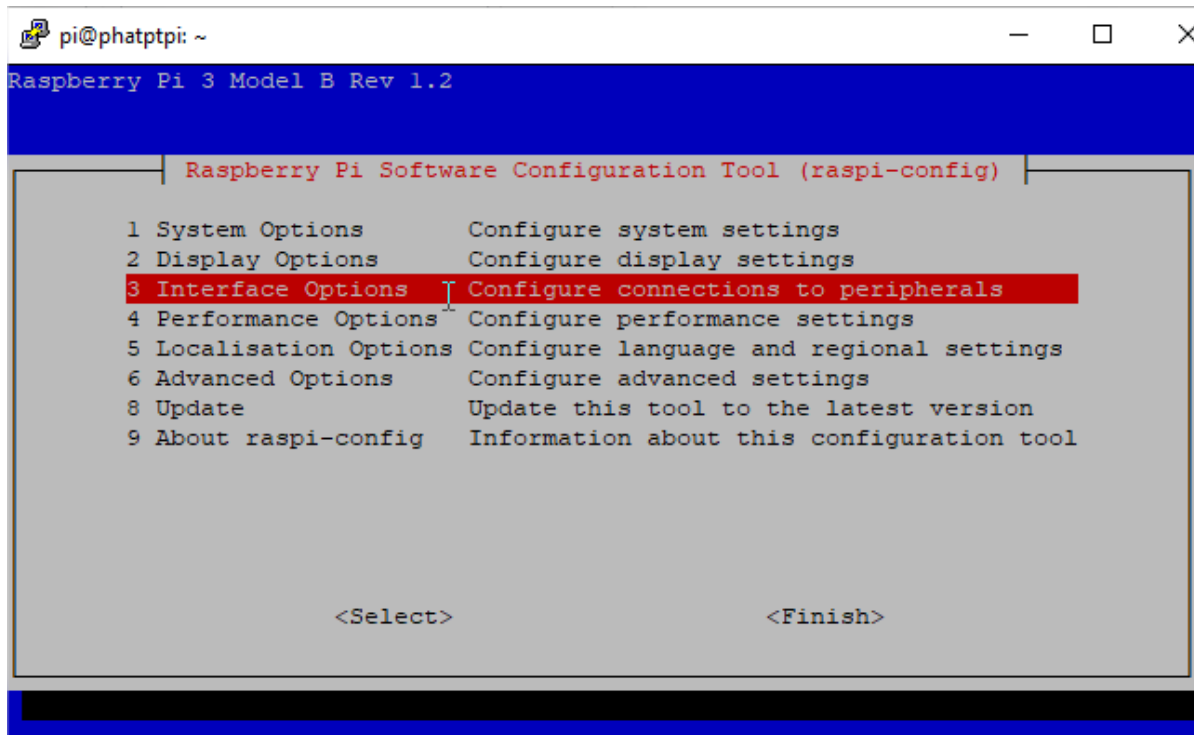 pi@phatptpi: ~
Raspberry Pi 3 Model B Rev 1.2
Raspberry Pi Software Configuration Tool (raspi-config)
1 System Options Configure system settings
2 Display Options Configure display settings
3 Interface Options Configure connections to peripherals
4 Performance Options Configure performance settings
5 Localisation Options Configure language and regional settings
6 Advanced Options Configure advanced settings
8 Update Update this tool to the latest version
9 About raspi-config Information about this configuration tool
<Select> <Finish>